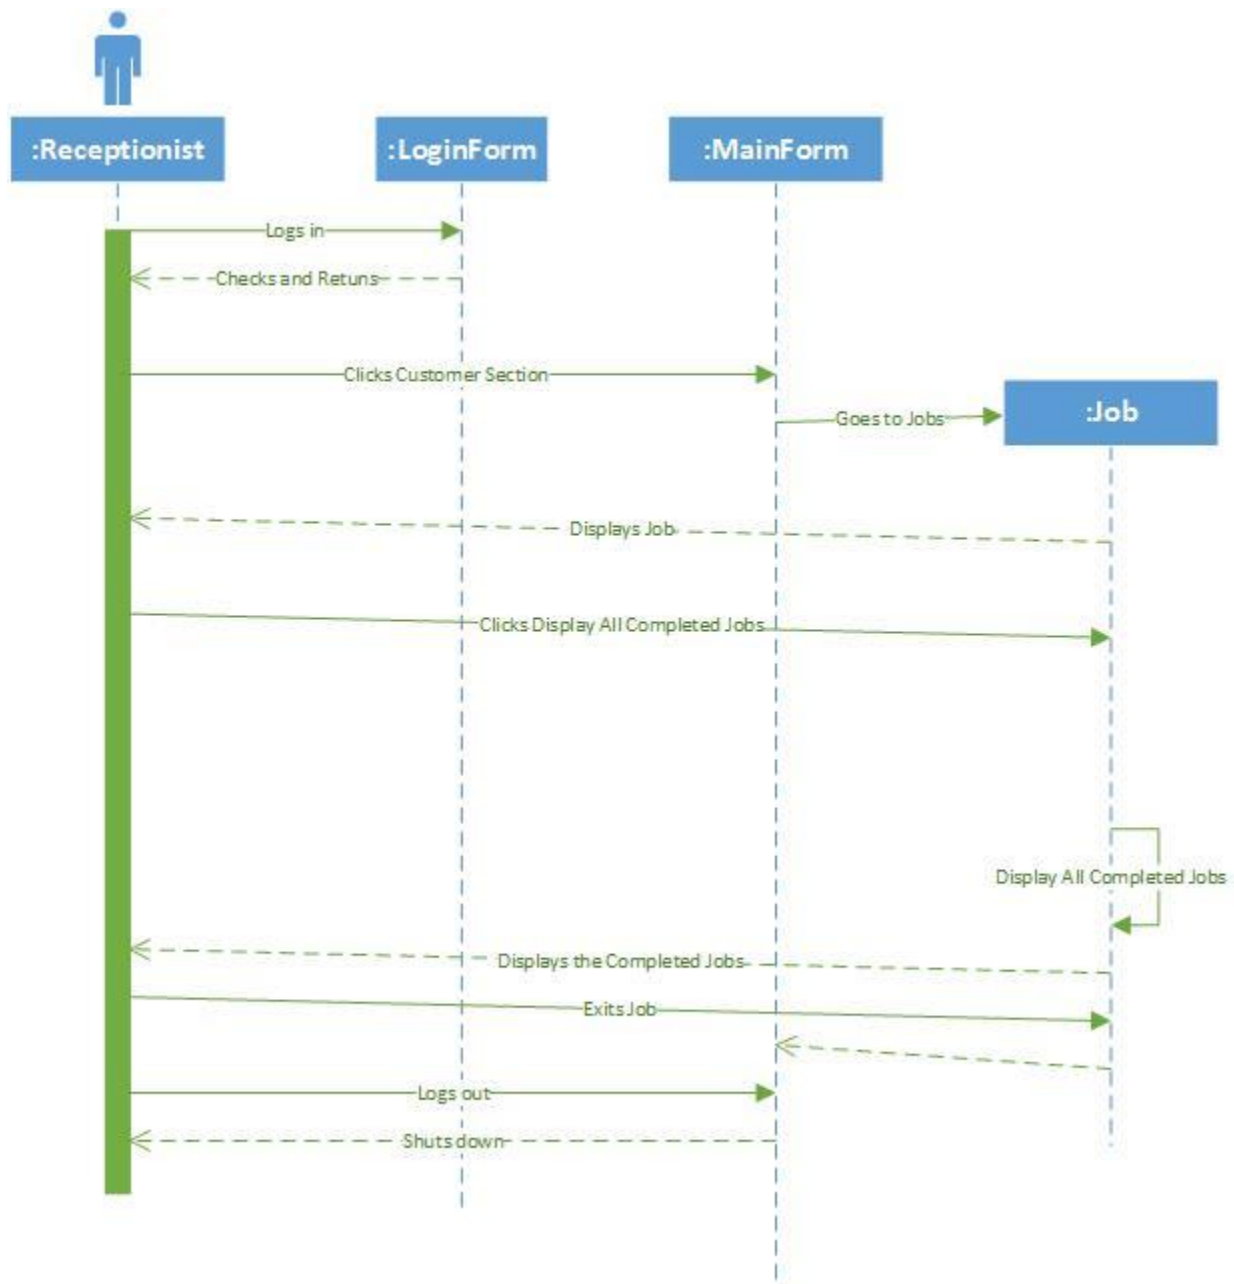 :Receptionist
:LoginForm
:MainForm
Logs in
Checks and Retuns
Clicks Customer Section
:Job
Goes to Jobs
Displays Job
Clicks Display All Completed Jobs
Display All Completed Jobs
Displays the Completed Jobs
Exits Job
Logs out
Shuts down